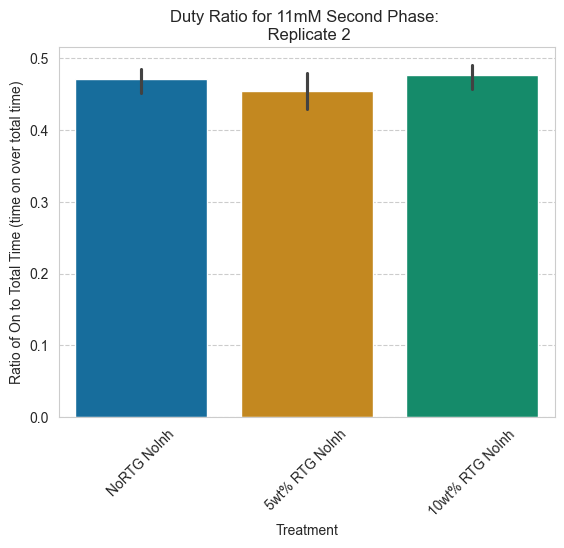 Duty Ratio for 11mM Second Phase:
Replicate 2
Ratio of On to Total Time (time on over total time)
0.5
0.4
0.3
0.2
0.1
0.0
NoRTG NoInh
5wt% RTG NoInh
10wt% RTG NoInh
Treatment